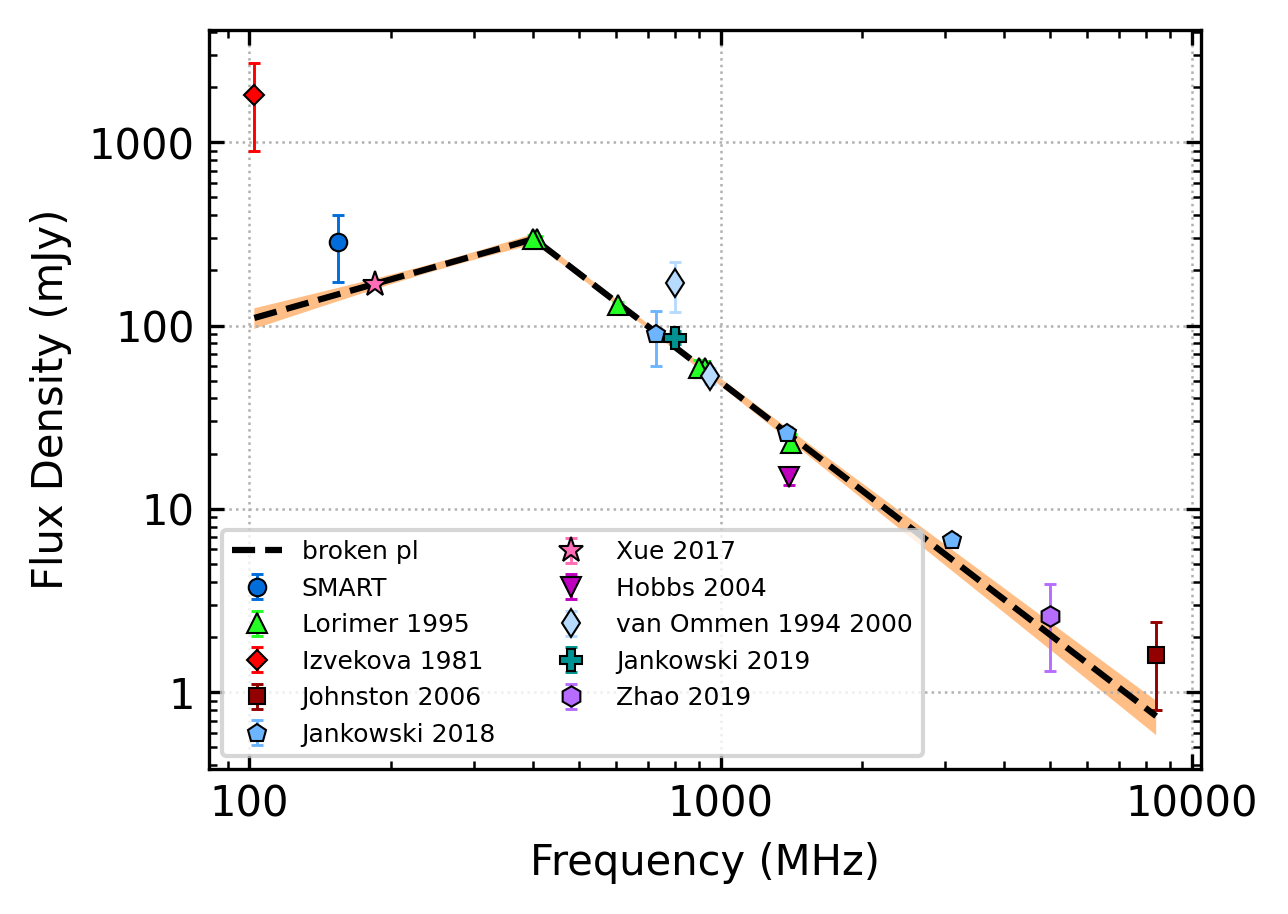 1000
100
10
1
Flux Density (mJy)
broken pl
SMART
Lorimer 1995
Izvekova 1981
Johnston 2006
Jankowski 2018
Xue 2017
Hobbs 2004
van Ommen 1994 2000
Jankowski 2019
Zhao 2019
100
1000
10000
Frequency (MHz)